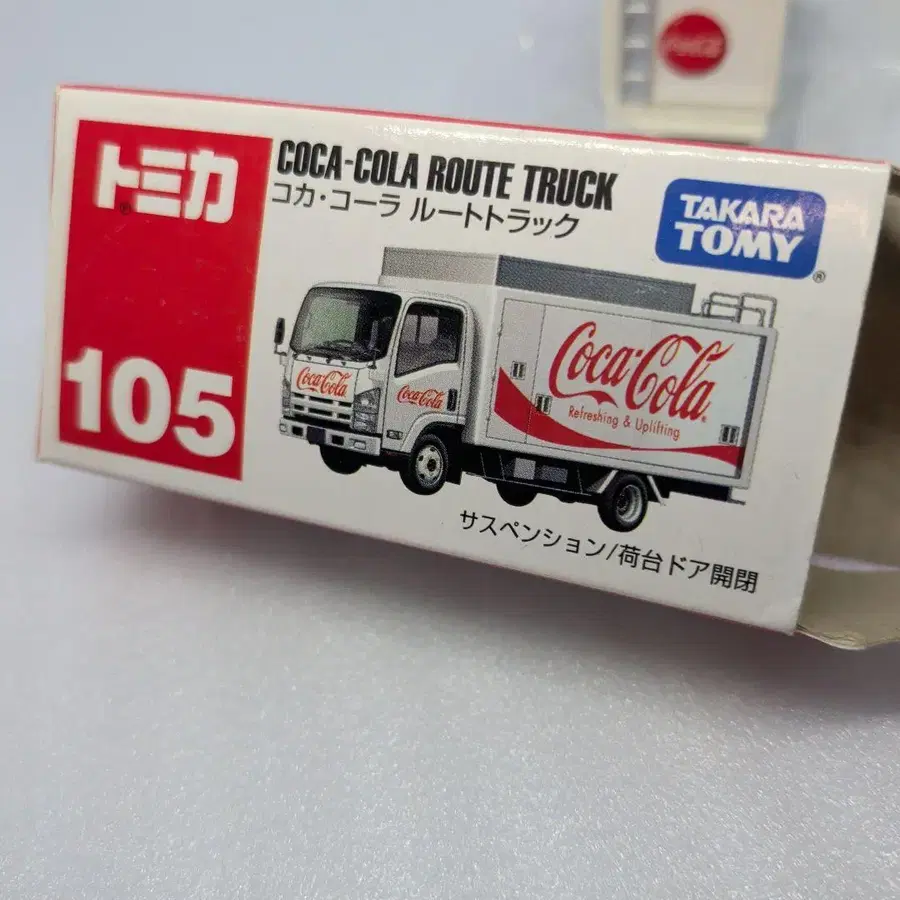 トミカ®
105
COCA-COLA ROUTE TRUCK
コカ・コーラ ルートトラック
TAKARA
TOMY®
Coca-Cola
Coca-Cola
Coca-Cola®
Refreshing & Uplifting
サスペンション/荷台ドア開閉
Coca-Cola